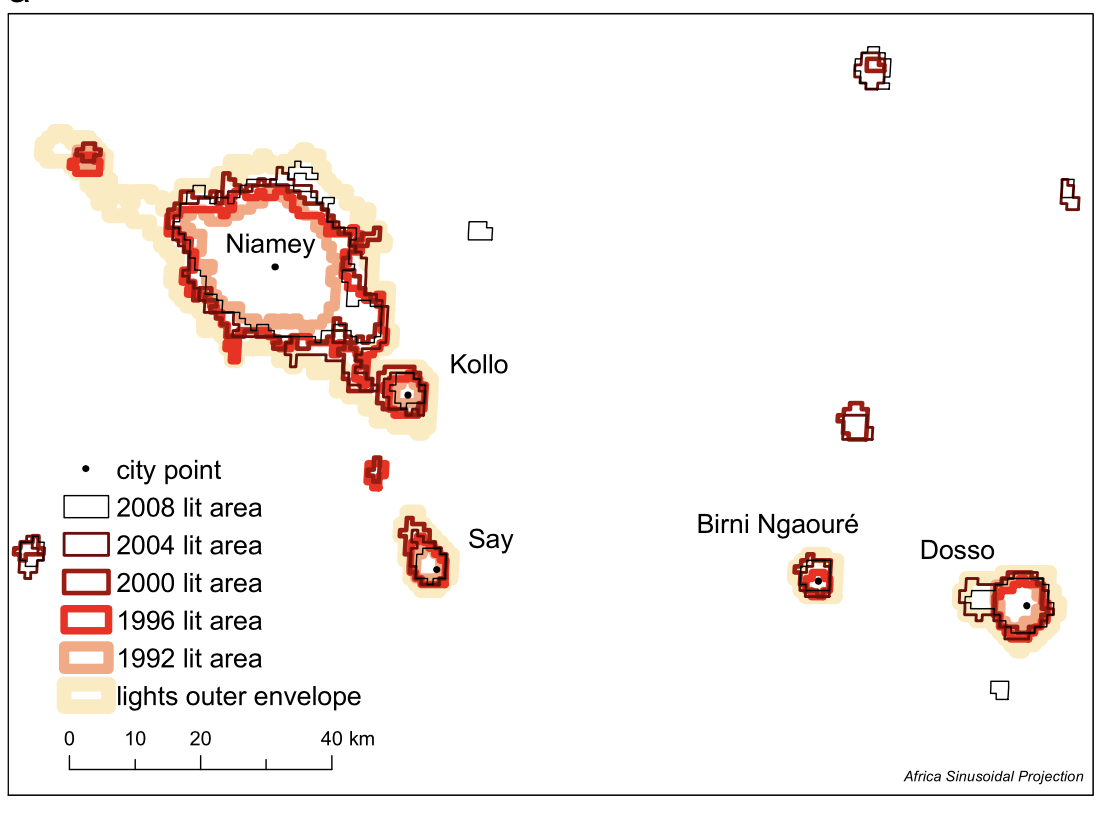 Niamey
Kollo
city point
2008 lit area
2004 lit area
2000 lit area
1996 lit area
1992 lit area
lights outer envelope
Say
Birni Ngaouré
Dosso
0 10 20 40 km
Africa Sinusoidal Projection